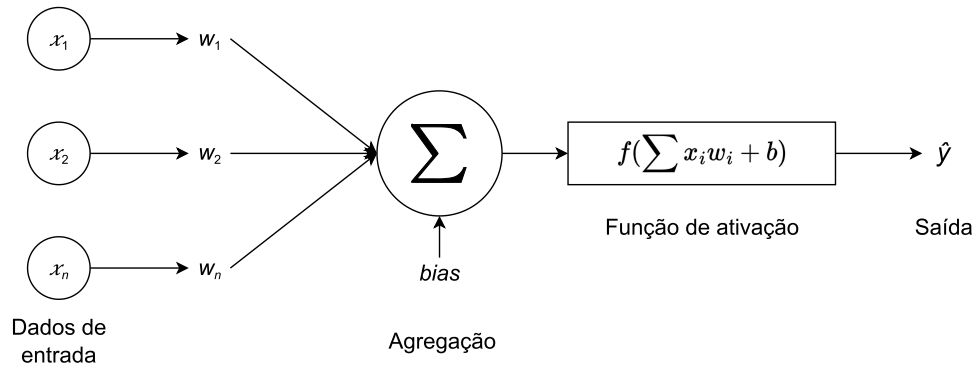 x₁ w₁
x₂ w₂ ∑ f(∑ xᵢwᵢ + b) ŷ
Função de ativação Saída
xₙ wₙ bias
Dados de
entrada
Agregação